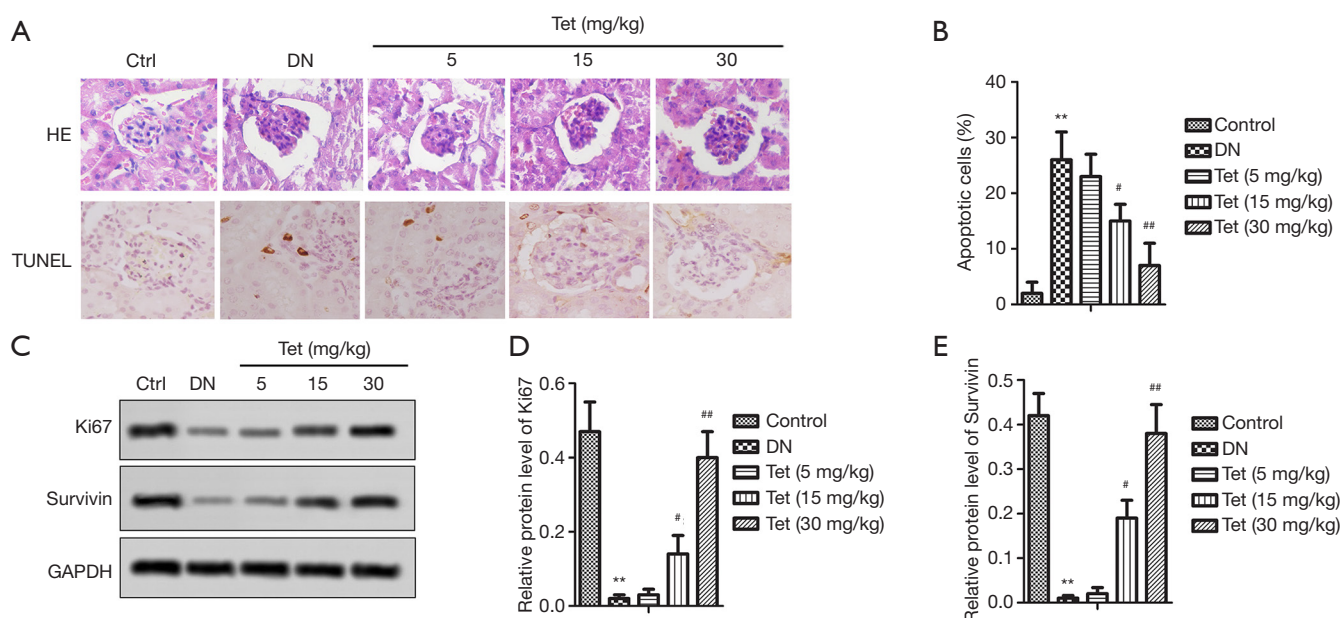 A
Tet (mg/kg)
Ctrl DN 5 15 30
HE
TUNEL
B
Apoptotic cells (%)
40
30
20
10
0
**
#
##
Control
DN
Tet (5 mg/kg)
Tet (15 mg/kg)
Tet (30 mg/kg)
C
Tet (mg/kg)
Ctrl DN 5 15 30
Ki67
Survivin
GAPDH
D
Relative protein level of Ki67
0.6
0.4
0.2
0.0
**
#
##
Control
DN
Tet (5 mg/kg)
Tet (15 mg/kg)
Tet (30 mg/kg)
E
Relative protein level of Survivin
0.5
0.4
0.3
0.2
0.1
0.0
**
#
##
Control
DN
Tet (5 mg/kg)
Tet (15 mg/kg)
Tet (30 mg/kg)